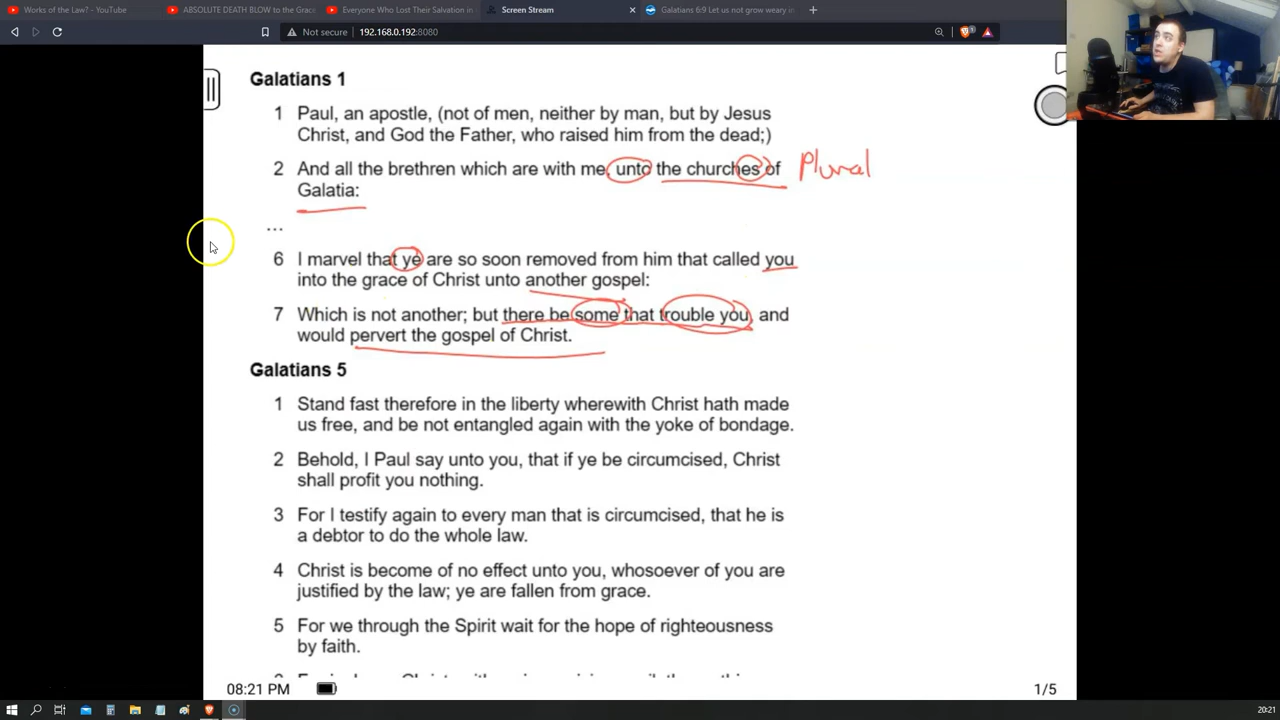 Works of the Law? - YouTube
ABSOLUTE DEATH BLOW to the Grace
Everyone Who Lost Their Salvation in
Screen Stream
Galatians 6:9 Let us not grow weary in
Not secure 192.168.0.192:8080
Galatians 1
1 Paul, an apostle, (not of men, neither by man, but by Jesus
Christ, and God the Father, who raised him from the dead;)
2 And all the brethren which are with me, unto the churches of Plural
Galatia:
...
6 I marvel that ye are so soon removed from him that called you
into the grace of Christ unto another gospel:
7 Which is not another; but there be some that trouble you, and
would pervert the gospel of Christ.
Galatians 5
1 Stand fast therefore in the liberty wherewith Christ hath made
us free, and be not entangled again with the yoke of bondage.
2 Behold, I Paul say unto you, that if ye be circumcised, Christ
shall profit you nothing.
3 For I testify again to every man that is circumcised, that he is
a debtor to do the whole law.
4 Christ is become of no effect unto you, whosoever of you are
justified by the law; ye are fallen from grace.
5 For we through the Spirit wait for the hope of righteousness
by faith.
08:21 PM 1/5
20:21